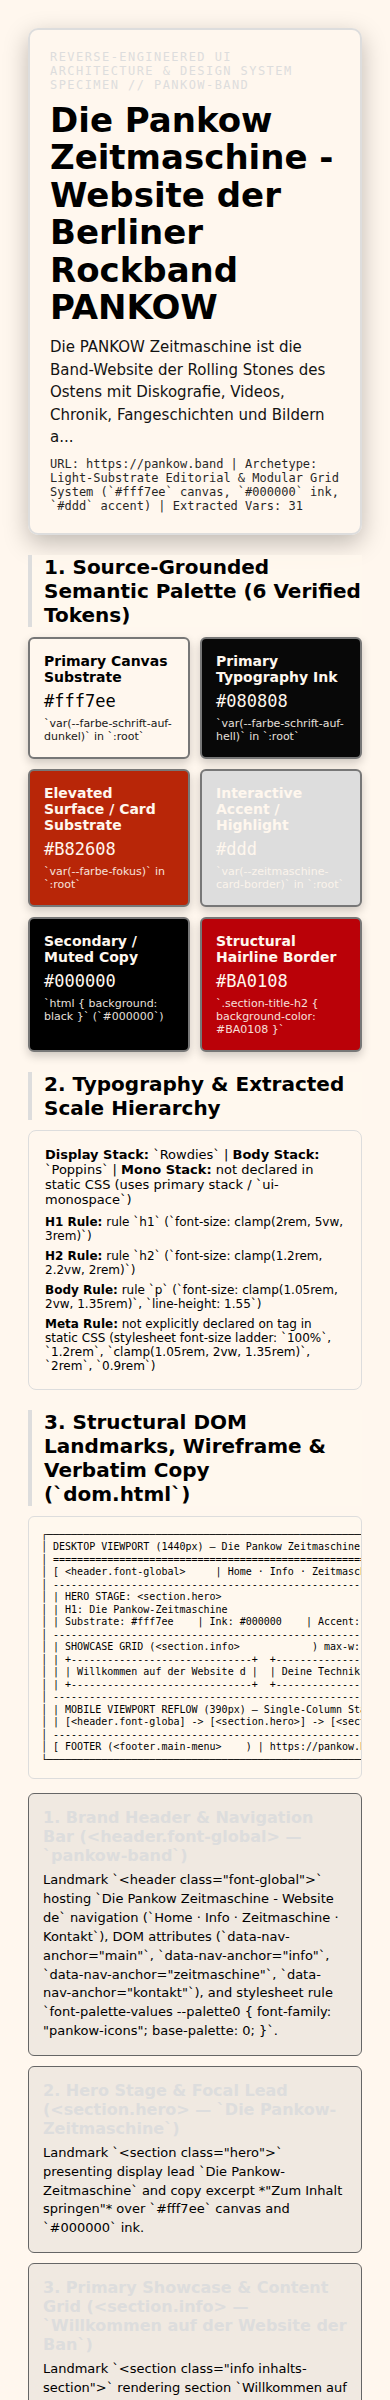 REVERSE-ENGINEERED UI
ARCHITECTURE & DESIGN SYSTEM
SPECIMEN // PANKOW-BAND
Die Pankow
Zeitmaschine -
Website der
Berliner
Rockband
PANKOW
Die PANKOW Zeitmaschine ist die
Band-Website der Rolling Stones des
Ostens mit Diskografie, Videos,
Chronik, Fangeschichten und Bildern
a...
URL: https://pankow.band | Archetype:
Light-Substrate Editorial & Modular Grid
System (`#fff7ee` canvas, `#000000` ink,
`#ddd` accent) | Extracted Vars: 31
1. Source-Grounded
Semantic Palette (6 Verified
Tokens)
Primary Canvas
Substrate
#fff7ee
`var(--farbe-schrift-auf-
dunkel)` in `:root`
Primary
Typography Ink
#080808
`var(--farbe-schrift-auf-
hell)` in `:root`
Elevated
Surface / Card
Substrate
#B82608
`var(--farbe-fokus)` in
`:root`
Interactive
Accent /
Highlight
#ddd
`var(--zeitmaschine-
card-border)` in `:root`
Secondary /
Muted Copy
#000000
`html { background:
black }` (`#000000`)
Structural
Hairline Border
#BA0108
`.section-title-h2 {
background-color:
#BA0108 }`
2. Typography & Extracted
Scale Hierarchy
Display Stack: `Rowdies` | Body Stack:
`Poppins` | Mono Stack: not declared in
static CSS (uses primary stack / `ui-
monospace`)
H1 Rule: rule `h1` (`font-size: clamp(2rem, 5vw,
3rem)`)
H2 Rule: rule `h2` (`font-size: clamp(1.2rem,
2.2vw, 2rem)`)
Body Rule: rule `p` (`font-size: clamp(1.05rem,
2vw, 1.35rem)`, `line-height: 1.55`)
Meta Rule: not explicitly declared on tag in
static CSS (stylesheet font-size ladder: `100%`,
`1.2rem`, `clamp(1.05rem, 2vw, 1.35rem)`,
`2rem`, `0.9rem`)
3. Structural DOM
Landmarks, Wireframe &
Verbatim Copy
(`dom.html`)
DESKTOP VIEWPORT (1440px) — Die Pankow Zeitmaschine
====================================================
[ <header.font-global>     | Home · Info · Zeitmasc
----------------------------------------------------
| HERO STAGE: <section.hero>
| H1: Die Pankow-Zeitmaschine
| Substrate: #fff7ee    | Ink: #000000    | Accent:
----------------------------------------------------
| SHOWCASE GRID (<section.info>            ) max-w:
| +-----------------------------+  +--------------
| | Willkommen auf der Website d |  | Deine Technik
| +-----------------------------+  +--------------
----------------------------------------------------
| MOBILE VIEWPORT REFLOW (390px) — Single-Column St
| [<header.font-globa] -> [<section.hero>] -> [<sec
----------------------------------------------------
[ FOOTER (<footer.main-menu>    ) | https://pankow.
1. Brand Header & Navigation
Bar (<header.font-global> —
`pankow-band`)
Landmark `<header class="font-global">`
hosting `Die Pankow Zeitmaschine - Website
de` navigation (`Home · Info · Zeitmaschine ·
Kontakt`), DOM attributes (`data-nav-
anchor="main"`, `data-nav-anchor="info"`,
`data-nav-anchor="zeitmaschine"`, `data-
nav-anchor="kontakt"`), and stylesheet rule
`font-palette-values --palette0 { font-family:
"pankow-icons"; base-palette: 0; }`.
2. Hero Stage & Focal Lead
(<section.hero> — `Die Pankow-
Zeitmaschine`)
Landmark `<section class="hero">`
presenting display lead `Die Pankow-
Zeitmaschine` and copy excerpt *"Zum Inhalt
springen"* over `#fff7ee` canvas and
`#000000` ink.
3. Primary Showcase & Content
Grid (<section.info> —
`Willkommen auf der Website der
Ban`)
Landmark `<section class="info inhalts-
section">` rendering section `Willkommen auf